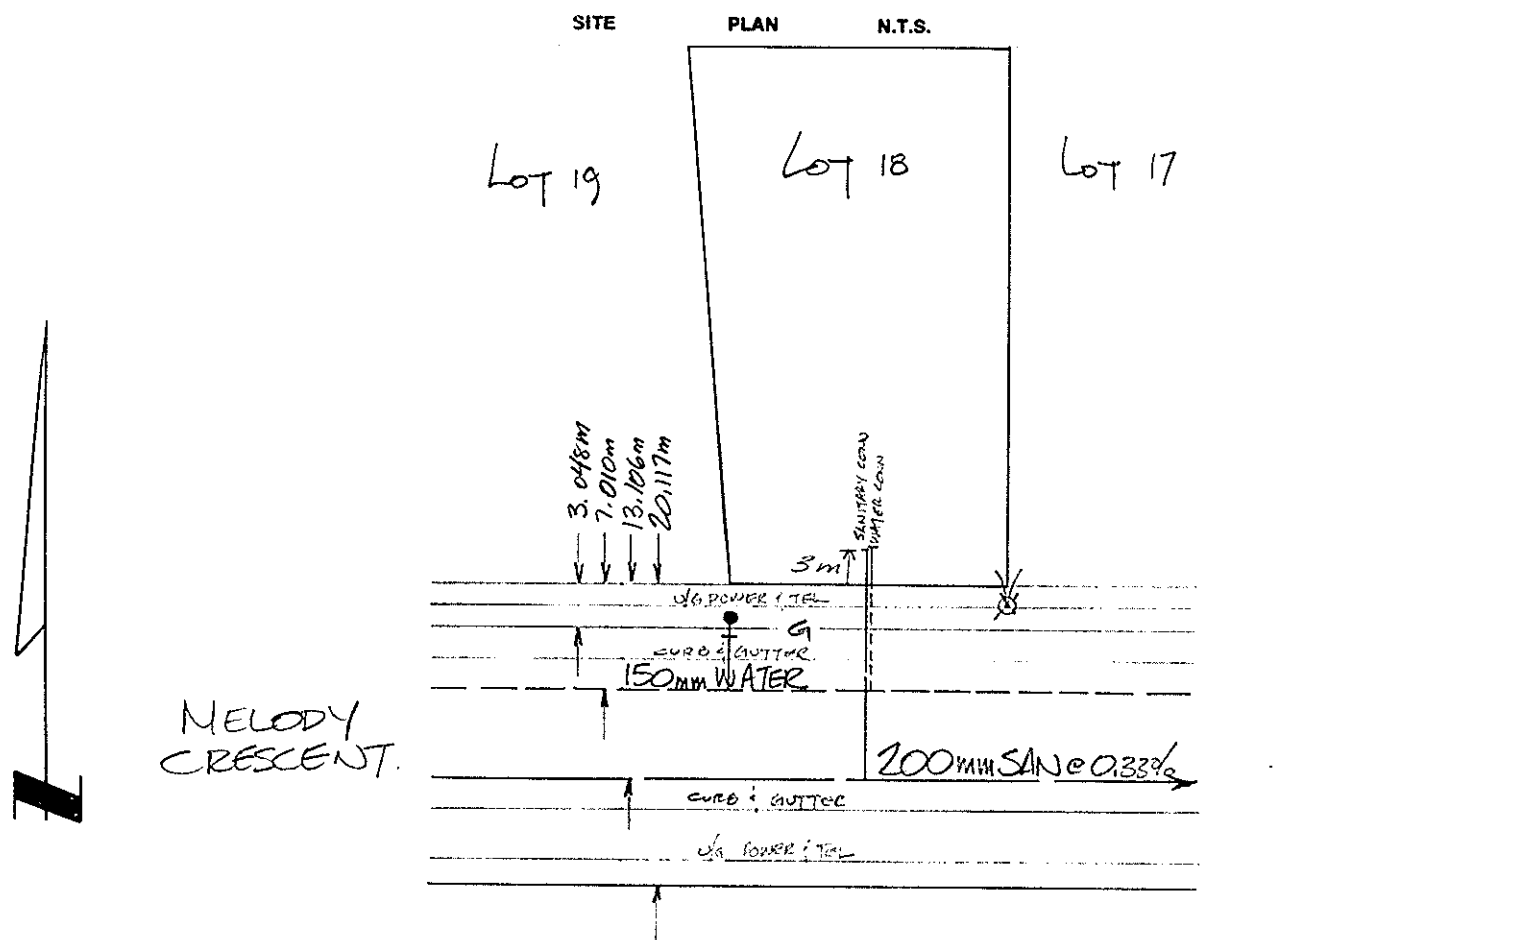 SITE PLAN N.T.S.
LOT 19
LOT 18
LOT 17
3.048m
7.010m
13.106m
20.117m
SANITARY CONN
WATER CONN
3m
U/G POWER & TEL
G
CURB & GUTTER
150mm WATER
MELODY
CRESCENT.
200mm SAN @ 0.33%
CURB & GUTTER
U/G POWER & TEL